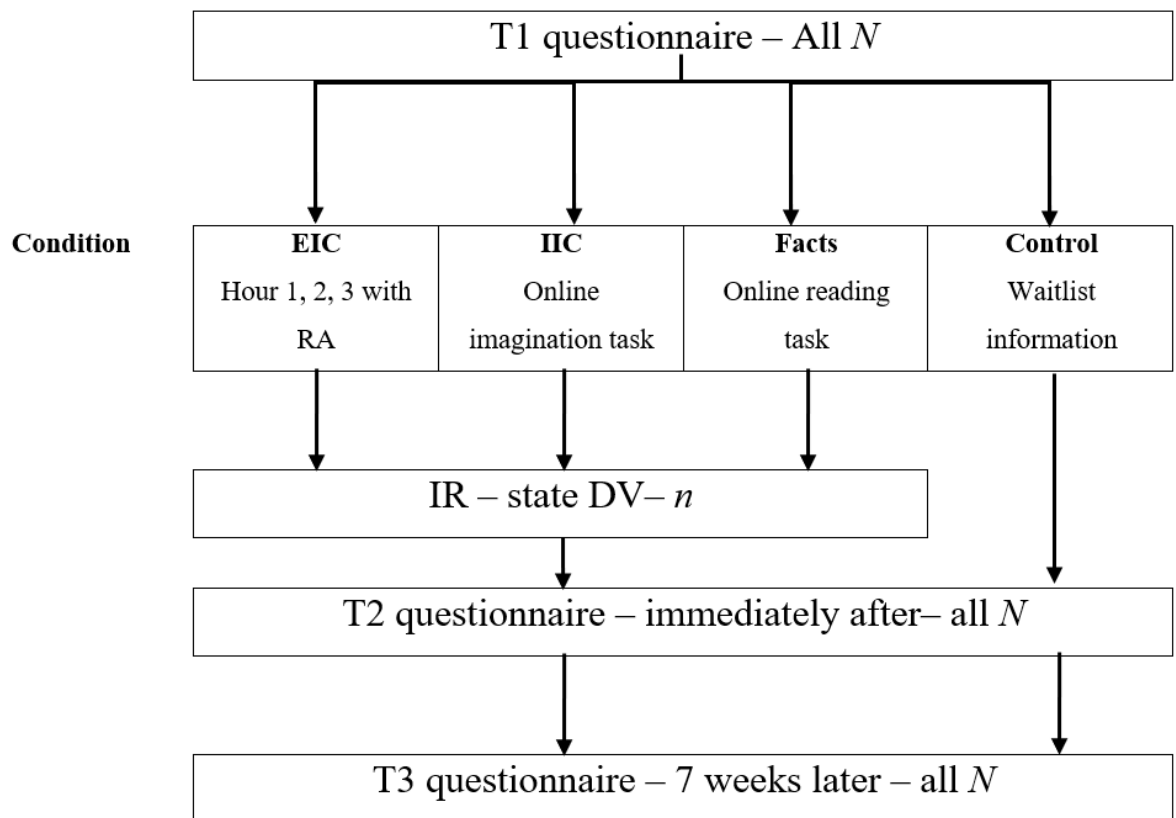 T1 questionnaire – All N
Condition
EIC
Hour 1, 2, 3 with
RA
IIC
Online
imagination task
Facts
Online reading
task
Control
Waitlist
information
IR – state DV– n
T2 questionnaire – immediately after– all N
T3 questionnaire – 7 weeks later – all N